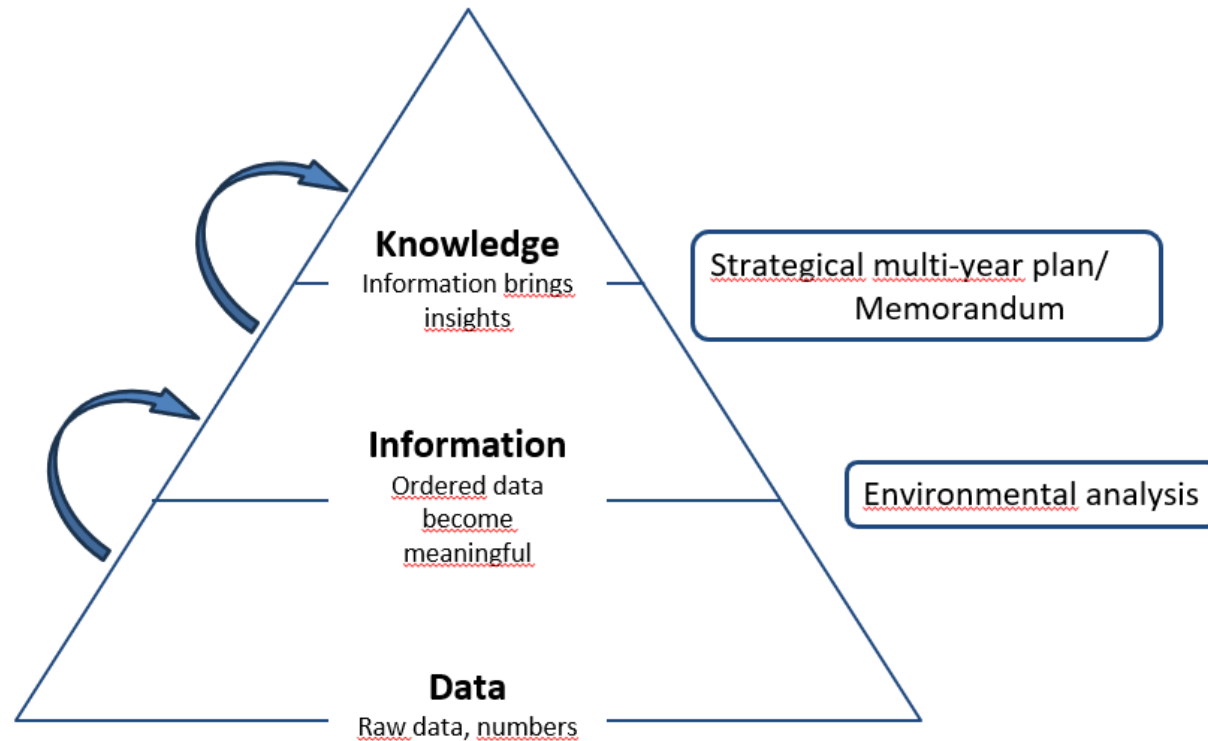 Knowledge
Information brings
insights
Strategical multi-year plan/
Memorandum
Information
Ordered data
become
meaningful
Environmental analysis
Data
Raw data, numbers